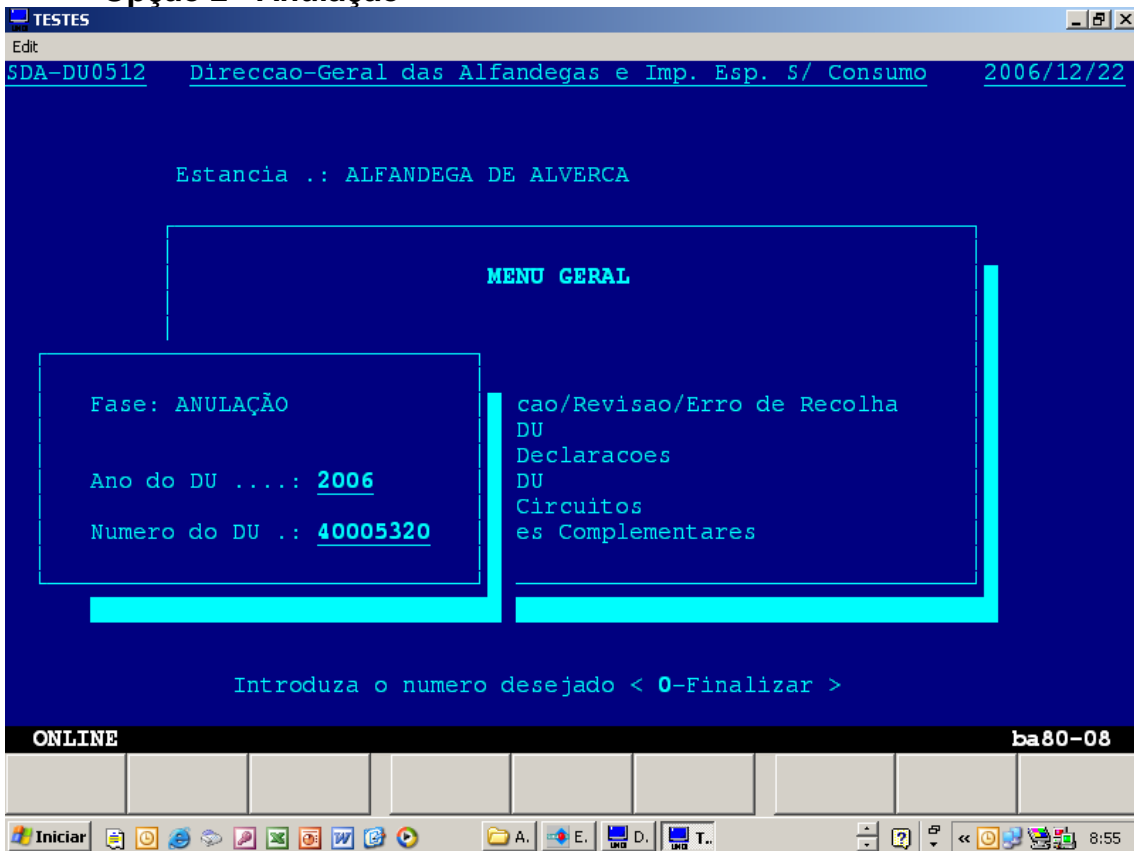 TESTES
Edit
SDA-DU0512 Direccao-Geral das Alfandegas e Imp. Esp. S/ Consumo 2006/12/22
Estancia .: ALFANDEGA DE ALVERCA
MENU GERAL
Fase: ANULAÇÃO
cao/Revisao/Erro de Recolha
DU
Declaracoes
Ano do DU ....: 2006
DU
Circuitos
Numero do DU .: 40005320
es Complementares
Introduza o numero desejado < 0-Finalizar >
ONLINE ba80-08
Iniciar A. E. D. T.. 8:55